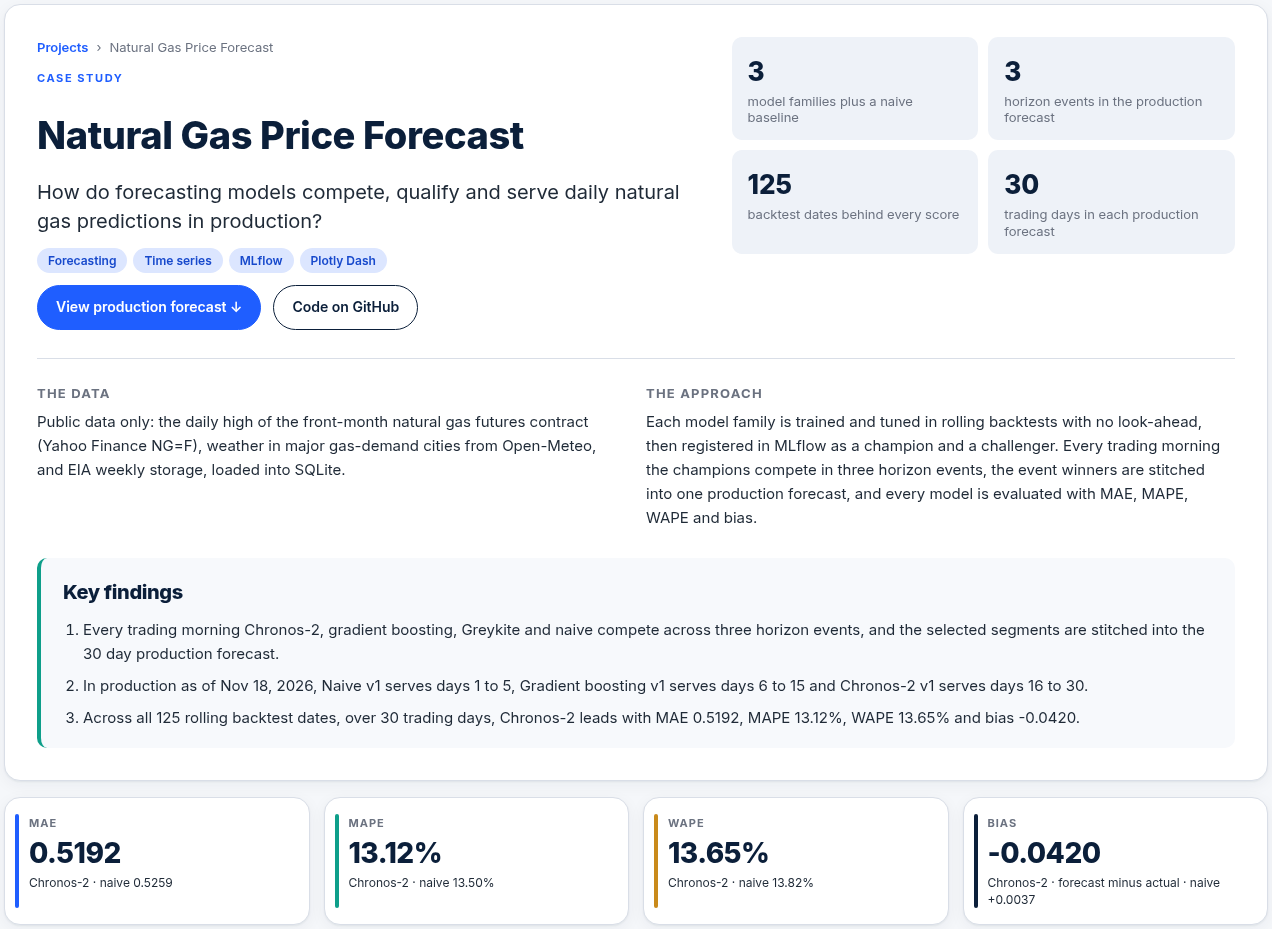 Projects › Natural Gas Price Forecast
CASE STUDY
Natural Gas Price Forecast
How do forecasting models compete, qualify and serve daily natural
gas predictions in production?
Forecasting Time series MLflow Plotly Dash
View production forecast ↓ Code on GitHub
3
model families plus a naive
baseline
3
horizon events in the production
forecast
125
backtest dates behind every score
30
trading days in each production
forecast
THE DATA
Public data only: the daily high of the front-month natural gas futures contract
(Yahoo Finance NG=F), weather in major gas-demand cities from Open-Meteo,
and EIA weekly storage, loaded into SQLite.
THE APPROACH
Each model family is trained and tuned in rolling backtests with no look-ahead,
then registered in MLflow as a champion and a challenger. Every trading morning
the champions compete in three horizon events, the event winners are stitched
into one production forecast, and every model is evaluated with MAE, MAPE,
WAPE and bias.
Key findings
1. Every trading morning Chronos-2, gradient boosting, Greykite and naive compete across three horizon events, and the selected segments are stitched into the
30 day production forecast.
2. In production as of Nov 18, 2026, Naive v1 serves days 1 to 5, Gradient boosting v1 serves days 6 to 15 and Chronos-2 v1 serves days 16 to 30.
3. Across all 125 rolling backtest dates, over 30 trading days, Chronos-2 leads with MAE 0.5192, MAPE 13.12%, WAPE 13.65% and bias -0.0420.
MAE
0.5192
Chronos-2 · naive 0.5259
MAPE
13.12%
Chronos-2 · naive 13.50%
WAPE
13.65%
Chronos-2 · naive 13.82%
BIAS
-0.0420
Chronos-2 · forecast minus actual · naive
+0.0037